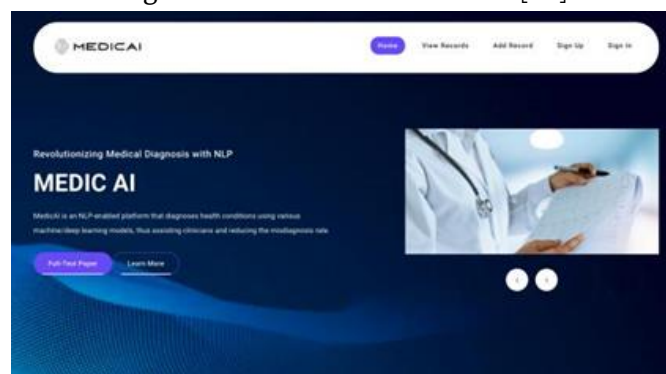 MEDICAI
Home View Records Add Record Sign Up Sign In
Revolutionizing Medical Diagnosis with NLP
MEDIC AI
MedicAI is an NLP-enabled platform that diagnoses health conditions using various
machine/deep learning models, thus assisting clinicians and reducing the misdiagnosis rate.
Full-Text Paper Learn More